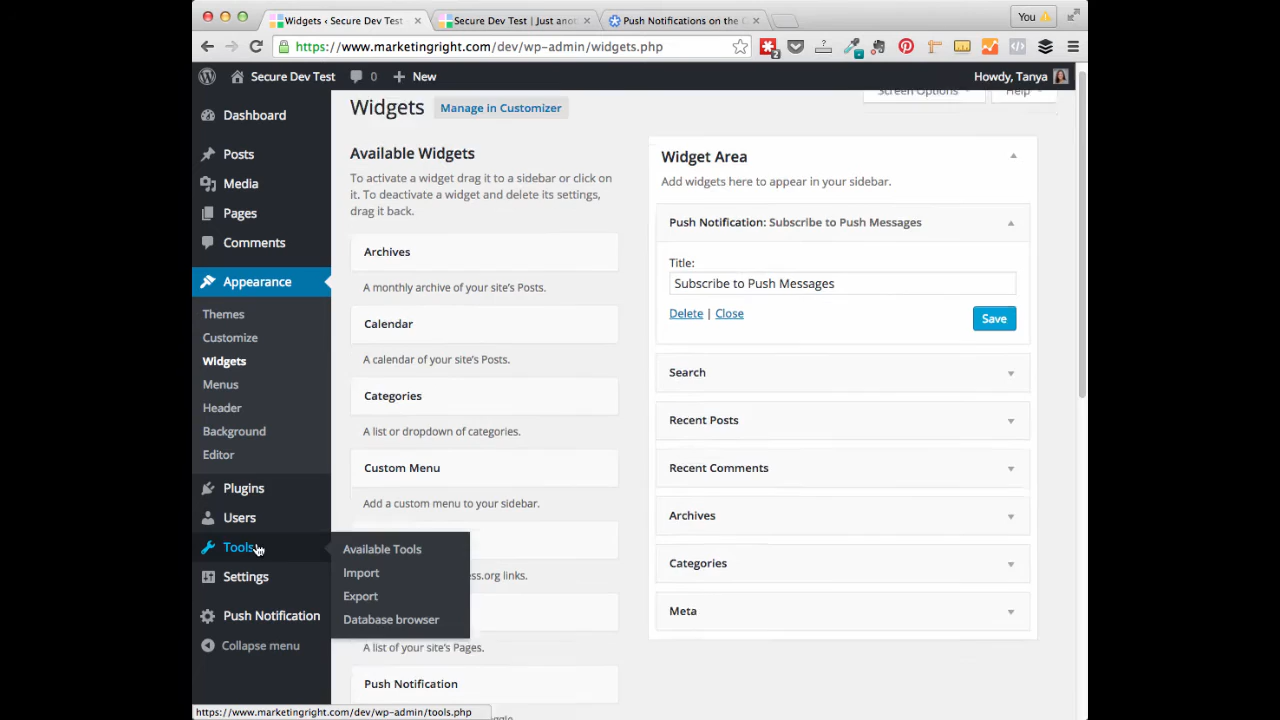 Widgets ‹ Secure Dev Test
Secure Dev Test | Just ano
Push Notifications on the
You
https://www.marketingright.com/dev/wp-admin/widgets.php
2
Secure Dev Test
0
New
Howdy, Tanya
Dashboard
Posts
Media
Pages
Comments
Appearance
Themes
Customize
Widgets
Menus
Header
Background
Editor
Plugins
Users
Tools
Settings
Push Notification
Collapse menu
Available Tools
Import
Export
Database browser
Widgets
Manage in Customizer
Screen Options
Help
Available Widgets
To activate a widget drag it to a sidebar or click on
it. To deactivate a widget and delete its settings,
drag it back.
Archives
A monthly archive of your site's Posts.
Calendar
A calendar of your site's Posts.
Categories
A list or dropdown of categories.
Custom Menu
Add a custom menu to your sidebar.
ess.org links.
A list of your site's Pages.
Push Notification
Widget Area
Add widgets here to appear in your sidebar.
Push Notification: Subscribe to Push Messages
Title:
Subscribe to Push Messages
Delete | Close
Save
Search
Recent Posts
Recent Comments
Archives
Categories
Meta
https://www.marketingright.com/dev/wp-admin/tools.php